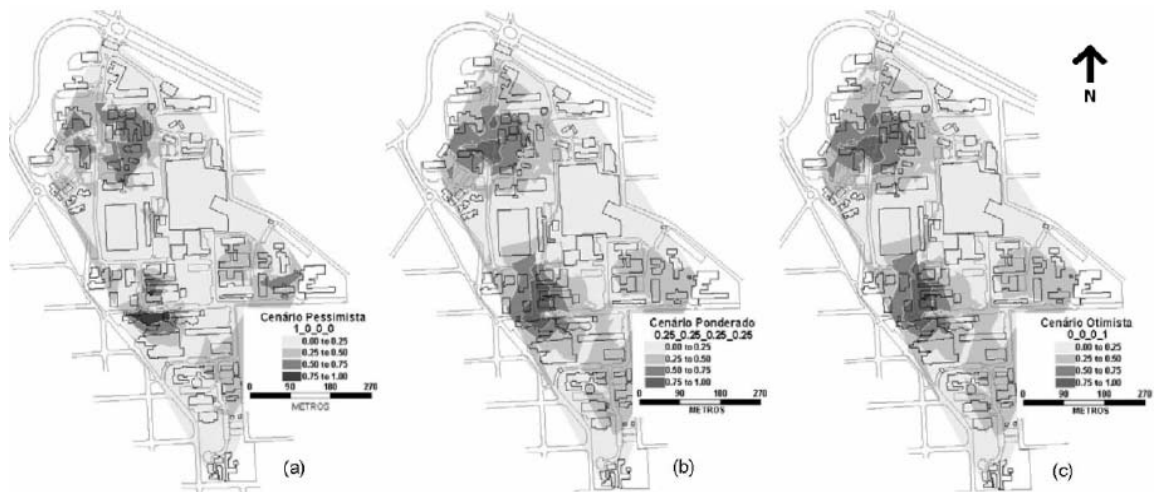 N
Cenário Pessimista
1_0_0_0
0.00 to 0.25
0.25 to 0.50
0.50 to 0.75
0.75 to 1.00
0 90 180 270
METROS
(a)
Cenário Ponderado
0.25_0.25_0.25_0.25
0.00 to 0.25
0.25 to 0.50
0.50 to 0.75
0.75 to 1.00
0 90 180 270
METROS
(b)
Cenário Otimista
0_0_0_1
0.00 to 0.25
0.25 to 0.50
0.50 to 0.75
0.75 to 1.00
0 90 180 270
METROS
(c)